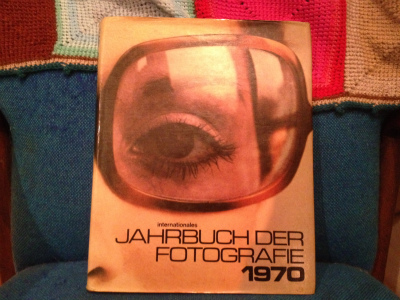 internationales
JAHRBUCH DER
FOTOGRAFIE
1970